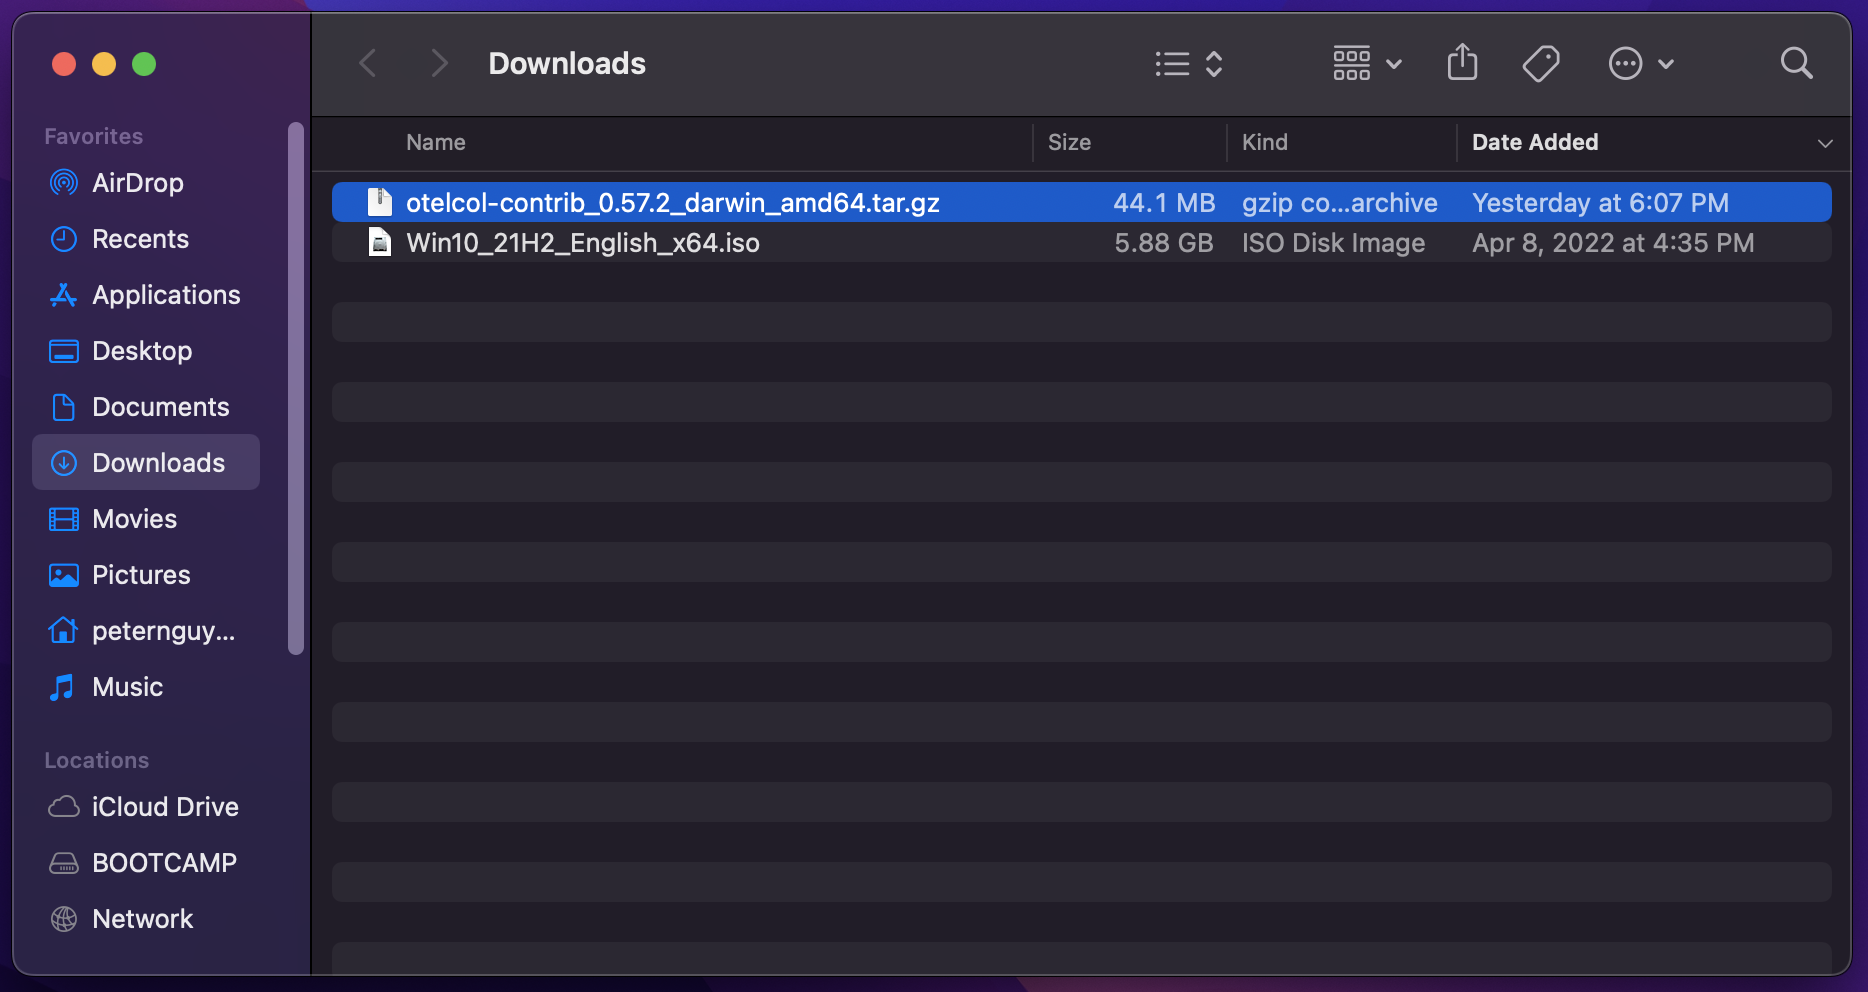 Downloads
Favorites
AirDrop
Recents
Applications
Desktop
Documents
Downloads
Movies
Pictures
peternguy...
Music
Locations
iCloud Drive
BOOTCAMP
Network
Name Size Kind Date Added
otelcol-contrib_0.57.2_darwin_amd64.tar.gz 44.1 MB gzip co...archive Yesterday at 6:07 PM
Win10_21H2_English_x64.iso 5.88 GB ISO Disk Image Apr 8, 2022 at 4:35 PM